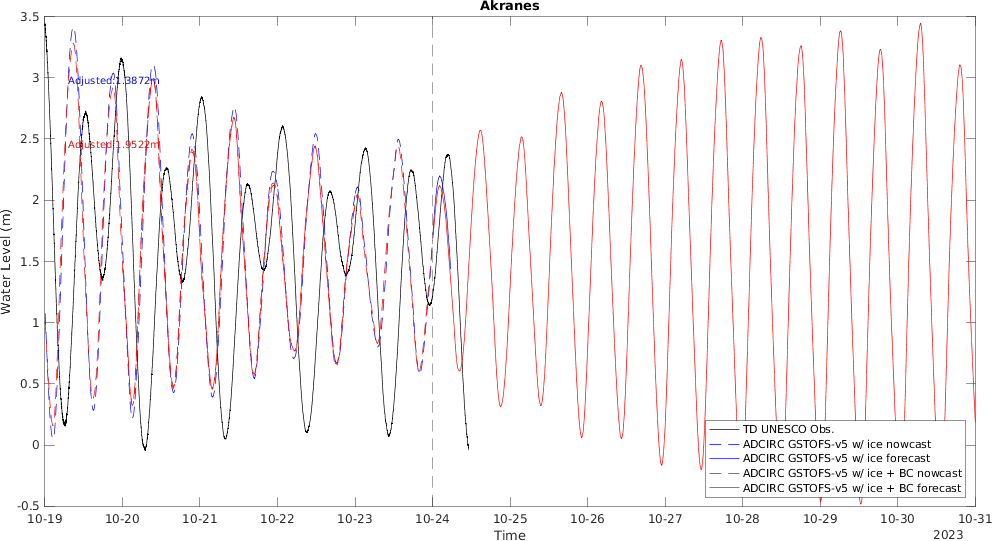 Akranes
3.5
3
2.5
2
1.5
1
0.5
0
-0.5
Water Level (m)
Adjusted:1.3872m
Adjusted:1.9522m
TD UNESCO Obs.
ADCIRC GSTOFS-v5 w/ ice nowcast
ADCIRC GSTOFS-v5 w/ ice forecast
ADCIRC GSTOFS-v5 w/ ice + BC nowcast
ADCIRC GSTOFS-v5 w/ ice + BC forecast
10-19 10-20 10-21 10-22 10-23 10-24 10-25 10-26 10-27 10-28 10-29 10-30 10-31
Time
2023